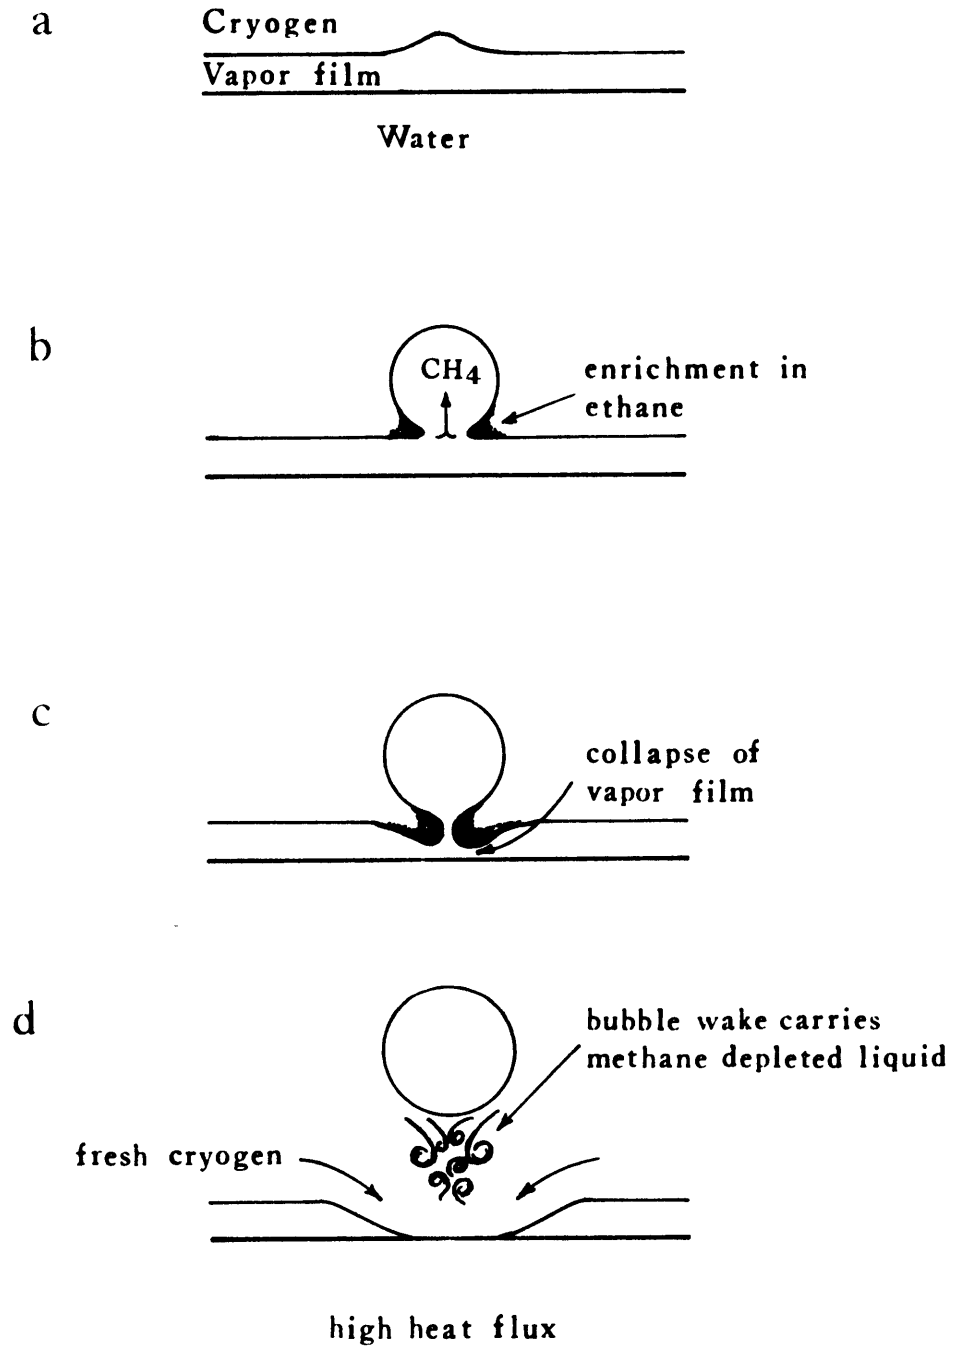 a
Cryogen
Vapor film
Water
b
CH4
enrichment in
ethane
c
collapse of
vapor film
d
bubble wake carries
methane depleted liquid
fresh cryogen
high heat flux